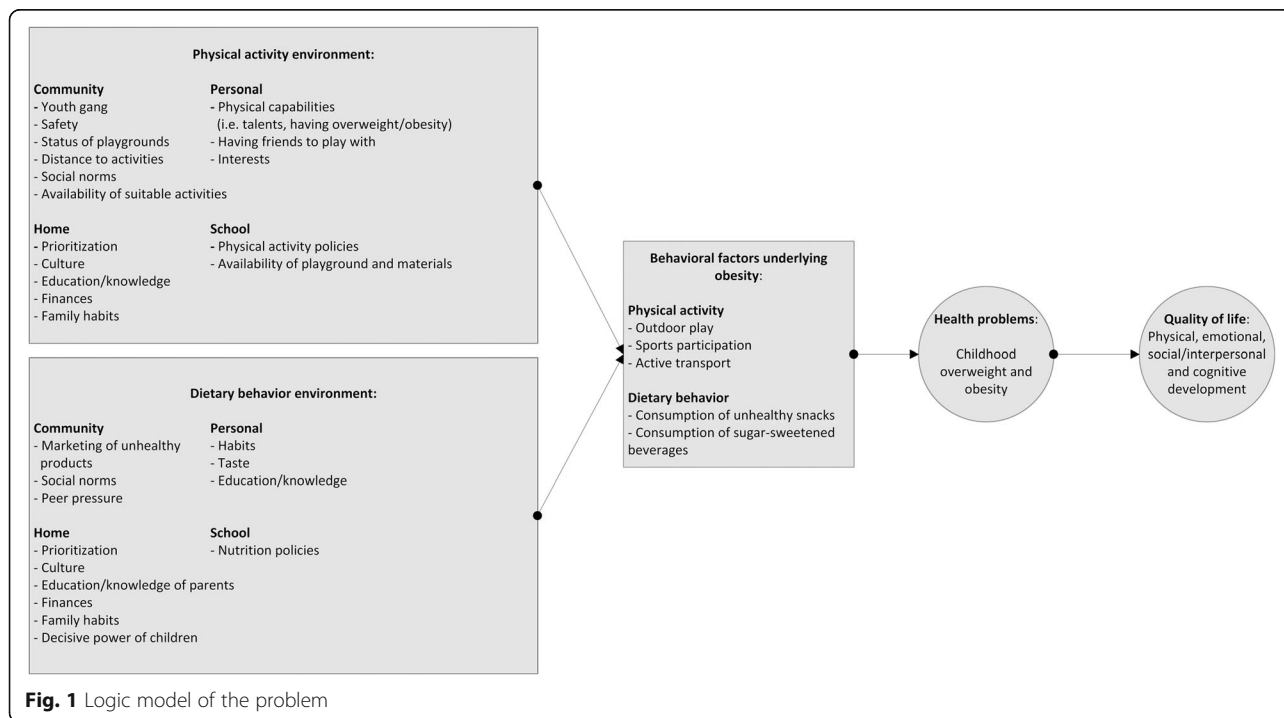 Physical activity environment:
Community
- Youth gang
- Safety
- Status of playgrounds
- Distance to activities
- Social norms
- Availability of suitable activities
Personal
- Physical capabilities
(i.e. talents, having overweight/obesity)
- Having friends to play with
- Interests
Home
- Prioritization
- Culture
- Education/knowledge
- Finances
- Family habits
School
- Physical activity policies
- Availability of playground and materials
Dietary behavior environment:
Community
- Marketing of unhealthy
products
- Social norms
- Peer pressure
Personal
- Habits
- Taste
- Education/knowledge
Home
- Prioritization
- Culture
- Education/knowledge of parents
- Finances
- Family habits
- Decisive power of children
School
- Nutrition policies
Behavioral factors underlying
obesity:
Physical activity
- Outdoor play
- Sports participation
- Active transport
Dietary behavior
- Consumption of unhealthy snacks
- Consumption of sugar-sweetened
beverages
Health problems:
Childhood
overweight and
obesity
Quality of life:
Physical, emotional,
social/interpersonal
and cognitive
development
Fig. 1 Logic model of the problem